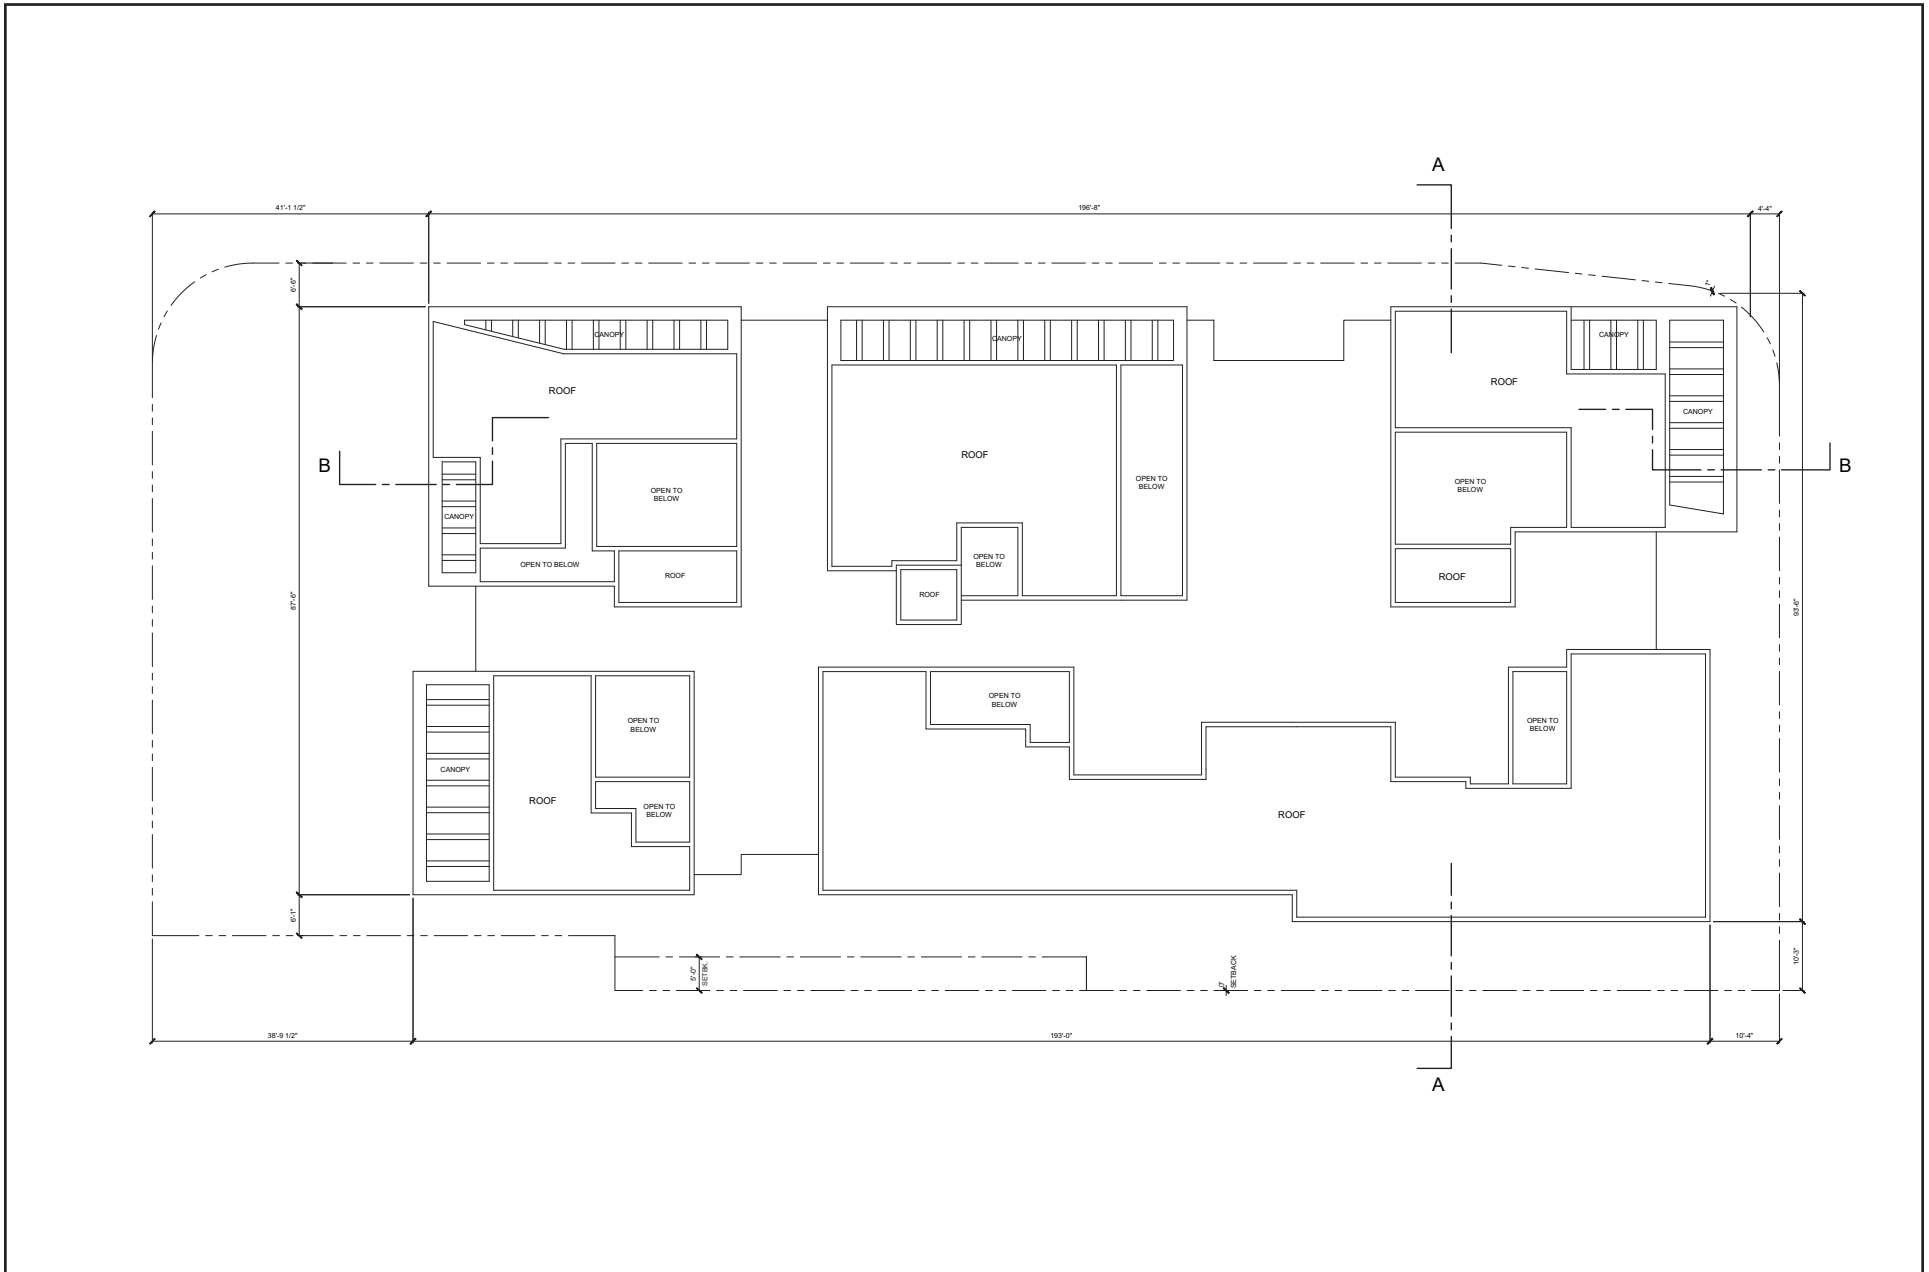 A
41'-1 1/2"
196'-8"
4'-4"
6'-6"
CANOPY
CANOPY
CANOPY
ROOF
ROOF
CANOPY
ROOF
B
B
OPEN TO
BELOW
OPEN TO
BELOW
OPEN TO
BELOW
CANOPY
OPEN TO BELOW
ROOF
OPEN TO
BELOW
ROOF
ROOF
87'-6"
93'-6"
OPEN TO
BELOW
OPEN TO
BELOW
OPEN TO
BELOW
CANOPY
ROOF
OPEN TO
BELOW
ROOF
6'-1"
5'-0"
SETBK.
0"
SETBACK
10'-3"
38'-9 1/2"
193'-0"
10'-4"
A